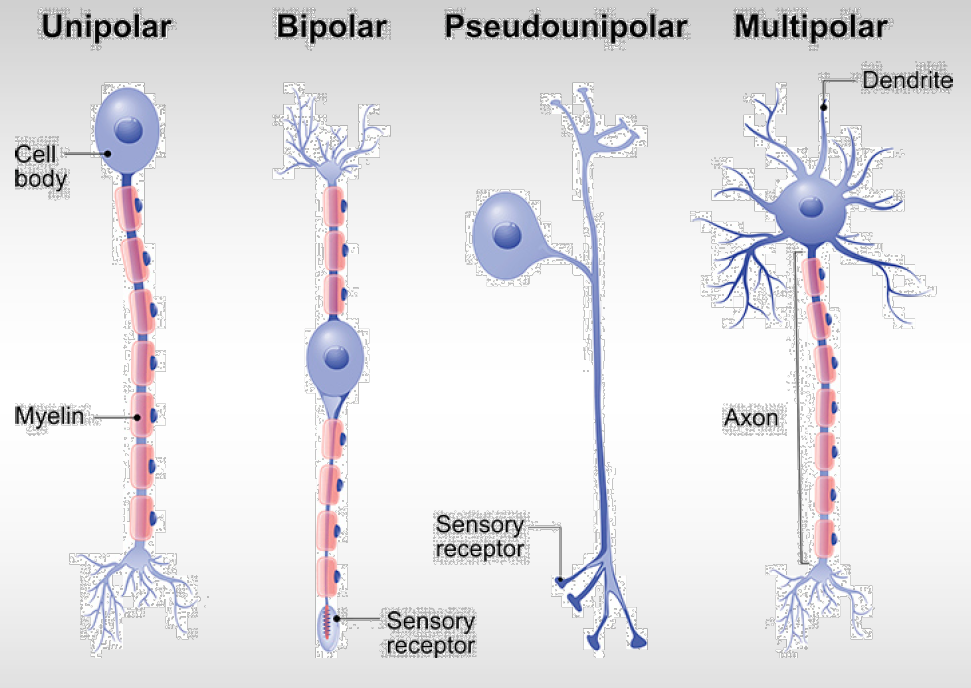 Unipolar
Bipolar
Pseudounipolar
Multipolar
Dendrite
Cell
body
Myelin
Axon
Sensory
receptor
Sensory
receptor